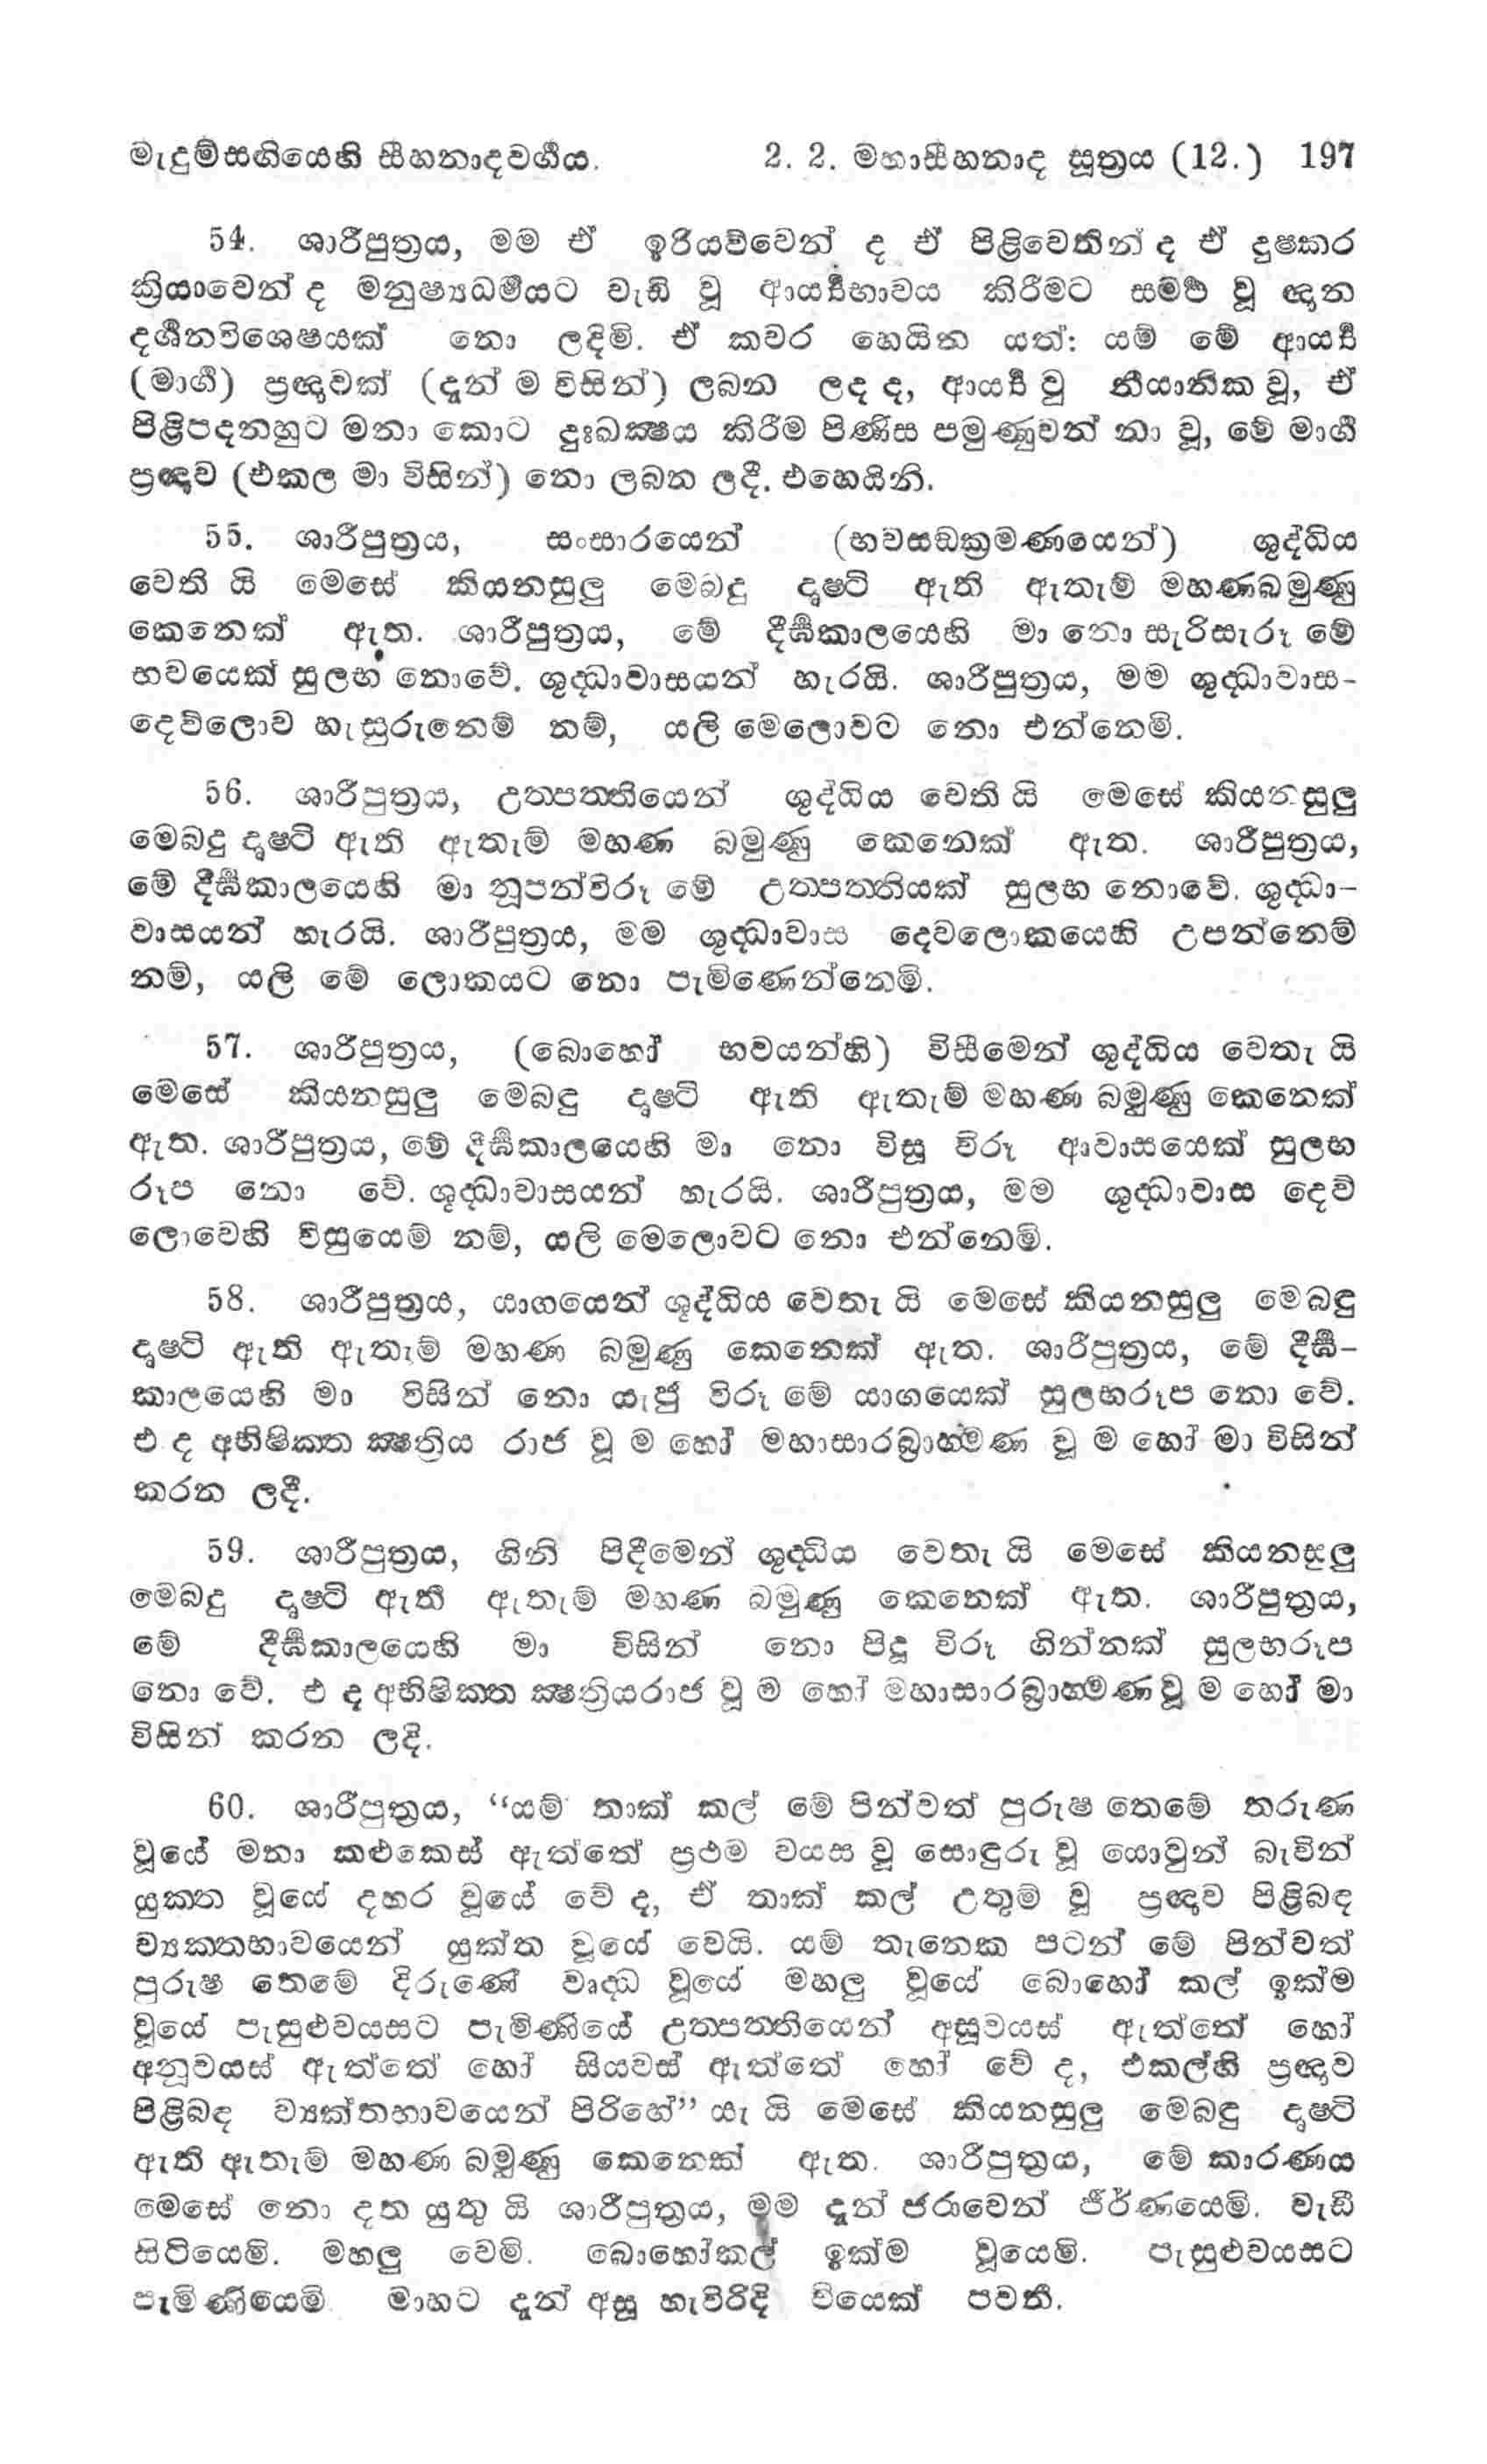 මැදුම්සඟියෙහි සීහනාදවර්‍ගය. 2. 2. මහාසීහනාද සූත්‍රය (12.) 197
54. ශාරීපුත්‍රය, මම ඒ ඉරියව්වෙන් ද ඒ පිළිවෙතින් ද ඒ දුෂ්කර
ක්‍රියාවෙන් ද මනුෂ්‍යධර්‍මයට වැඩි වූ ආර්‍ය්‍යභාවය කිරීමට සමර්‍ථ වූ ඥාන
දර්‍ශනවිශෙෂයක් නො ලදිමි. ඒ කවර හෙයින යත්: යම් මේ ආර්‍ය්‍ය
(මාර්‍ග) ප්‍රඥාවක් (දැන් ම විසින්) ලබන ලද ද, ආර්‍ය්‍ය වූ නිය්‍යානික වූ, ඒ
පිළිපදනහුට මනා කොට දුඃඛක්‍ෂය කිරීම පිණිස පමුණුවන් නා වූ, මේ මාර්‍ග
ප්‍රඥාව (එකල මා විසින්) නො ලබන ලදී. එහෙයිනි.
55. ශාරීපුත්‍රය, සංසාරයෙන් (භවසඞක්‍රමණයෙන්) ශුද්ධිය
වෙති යි මෙසේ කියනසුලු මෙබදු දෘෂ්ටි ඇති ඇතැම් මහණබමුණු
කෙනෙක් ඇත. ශාරීපුත්‍රය, මේ දීර්‍ඝකාලයෙහි මා නො සැරිසැරූ මේ
භවයෙක් සුලභ නොවේ. ශුද්ධාවාසයන් හැරයි. ශාරීපුත්‍රය, මම ශුද්ධාවාස-
දෙව්ලොව හැසුරුනෙම් නම්, යලි මෙලොවට නො එන්නෙමි.
56. ශාරීපුත්‍රය, උත්පත්තියෙන් ශුද්ධිය වෙති යි මෙසේ කියනසුලු
මෙබදු දෘෂ්ටි ඇති ඇතැම් මහණ බමුණු කෙනෙක් ඇත. ශාරීපුත්‍රය,
මේ දීර්‍ඝකාලයෙහි මා නූපන්විරූ මේ උත්පත්තියක් සුලභ නොවේ. ශුද්ධා-
වාසයන් හැරයි. ශාරීපුත්‍රය, මම ශුද්ධාවාස දෙවලොකයෙහි උපන්නෙම්
නම්, යලි මේ ලොකයට නො පැමිණෙන්නෙමි.
57. ශාරීපුත්‍රය, (බොහෝ භවයන්හි) විසීමෙන් ශුද්ධිය වෙතැ යි
මෙසේ කියනසුලු මෙබඳු දෘෂ්ටි ඇති ඇතැම් මහණ බමුණු කෙනෙක්
ඇත. ශාරීපුත්‍රය, මේ දීර්‍ඝකාලයෙහි මා නො විසූ විරූ ආවාසයෙක් සුලභ
රූප නො වේ. ශුද්ධාවාසයන් හැරයි. ශාරීපුත්‍රය, මම ශුද්ධාවාස දෙව්
ලොවෙහි විසුයෙම් නම්, යලි මෙලොවට නො එන්නෙමි.
58. ශාරීපුත්‍රය, යාගයෙන් ශුද්ධිය වෙතැ යි මෙසේ කියනසුලු මෙබඳු
දෘෂ්ටි ඇති ඇතැම් මහණ බමුණු කෙනෙක් ඇත. ශාරීපුත්‍රය, මේ දීර්‍ඝ-
කාලයෙහි මා විසින් නො යැජු විරූ මේ යාගයෙක් සුලභරූප නො වේ.
එ ද අභිෂික්ත ක්‍ෂත්‍රිය රාජ වූ ම හෝ මහාසාරබ්‍රාහ්මණ වූ ම හෝ මා විසින්
කරන ලදී.
59. ශාරීපුත්‍රය, ගිනි පිදීමෙන් ශුද්ධිය වෙතැ යි මෙසේ කියනසුලු
මෙබදු දෘෂ්ටි ඇති ඇතැම් මහණ බමුණු කෙනෙක් ඇත. ශාරීපුත්‍රය,
මේ දීර්‍ඝකාලයෙහි මා විසින් නො පිදූ විරූ ගින්නක් සුලභරූප
නො වේ. එ ද අභිෂික්ත ක්‍ෂත්‍රියරාජ වූ ම හෝ මහාසාරබ්‍රාහ්මණ වූ ම හෝ මා
විසින් කරන ලදි.
60. ශාරීපුත්‍රය, “යම් තාක් කල් මේ පින්වත් පුරුෂ තෙමේ තරුණ
වූයේ මනා කළුකෙස් ඇත්තේ ප්‍රථම වයස වූ සොඳුරු වූ යොවුන් බැවින්
යුක්ත වූයේ දහර වූයේ වේ ද, ඒ තාක් කල් උතුම් වූ ප්‍රඥාව පිළිබඳ
ව්‍යක්තභාවයෙන් යුක්ත වූයේ වෙයි. යම් තැනෙක පටන් මේ පින්වත්
පුරුෂ තෙමේ දිරුණේ වෘද්ධ වූයේ මහලු වූයේ බොහෝ කල් ඉක්ම
වූයේ පැසුළුවයසට පැමිණියේ උත්පත්තියෙන් අසූවයස් ඇත්තේ හෝ
අනූවයස් ඇත්තේ හෝ සියවස් ඇත්තේ හෝ වේ ද, එකල්හි ප්‍රඥාව
පිළිබඳ ව්‍යක්තභාවයෙන් පිරිහේ” යැ යි මෙසේ කියනසුලු මෙබඳු දෘෂ්ටි
ඇති ඇතැම් මහණ බමුණු කෙනෙක් ඇත. ශාරීපුත්‍රය, මේ කාරණය
මෙසේ නො දත යුතු යි ශාරීපුත්‍රය, මම දැන් ජරාවෙන් ජීර්ණයෙමි. වැඩී
සිටියෙමි. මහලු වෙමි. බොහෝකල් ඉක්ම වූයෙමි. පැසුළුවයසට
පැමිණියෙමි. මාහට දැන් අසූ හැවිරිදි වියෙක් පවතී.